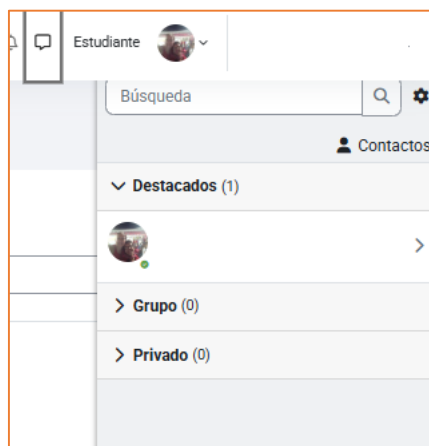 Estudiante
Búsqueda
Contactos
Destacados (1)
Grupo (0)
Privado (0)